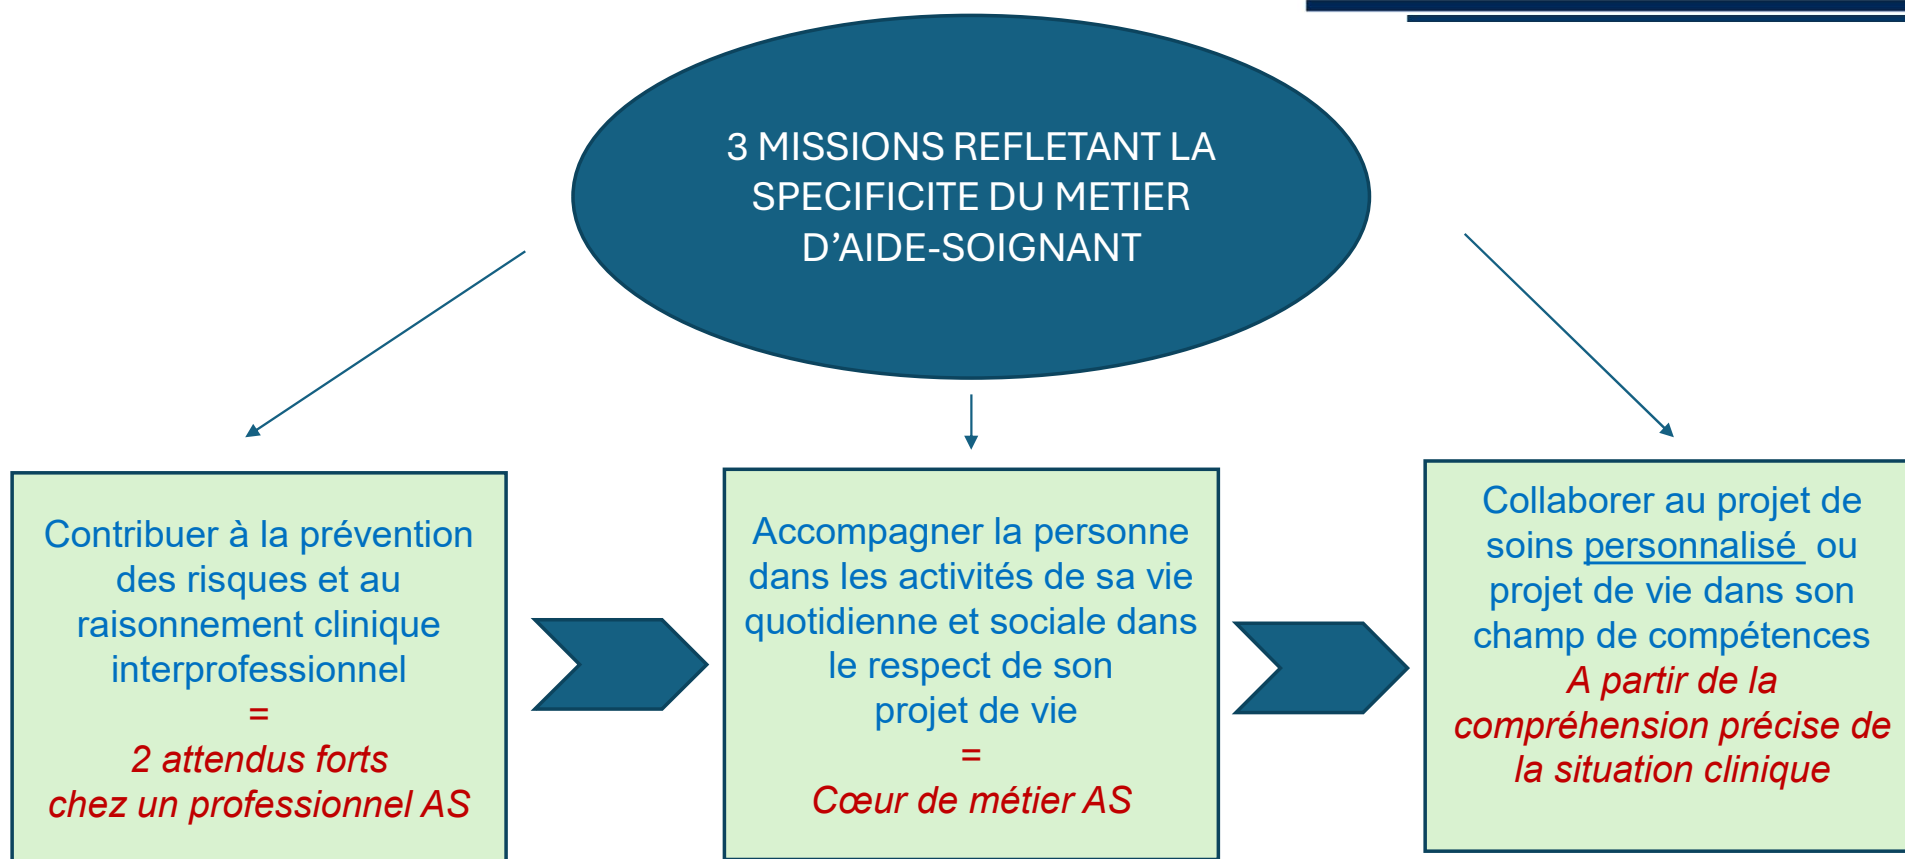 3 MISSIONS REFLETANT LA
SPECIFICITE DU METIER
D’AIDE-SOIGNANT
Contribuer à la prévention
des risques et au
raisonnement clinique
interprofessionnel
=
2 attendus forts
chez un professionnel AS
Accompagner la personne
dans les activités de sa vie
quotidienne et sociale dans
le respect de son
projet de vie
=
Cœur de métier AS
Collaborer au projet de
soins personnalisé ou
projet de vie dans son
champ de compétences
A partir de la
compréhension précise de
la situation clinique